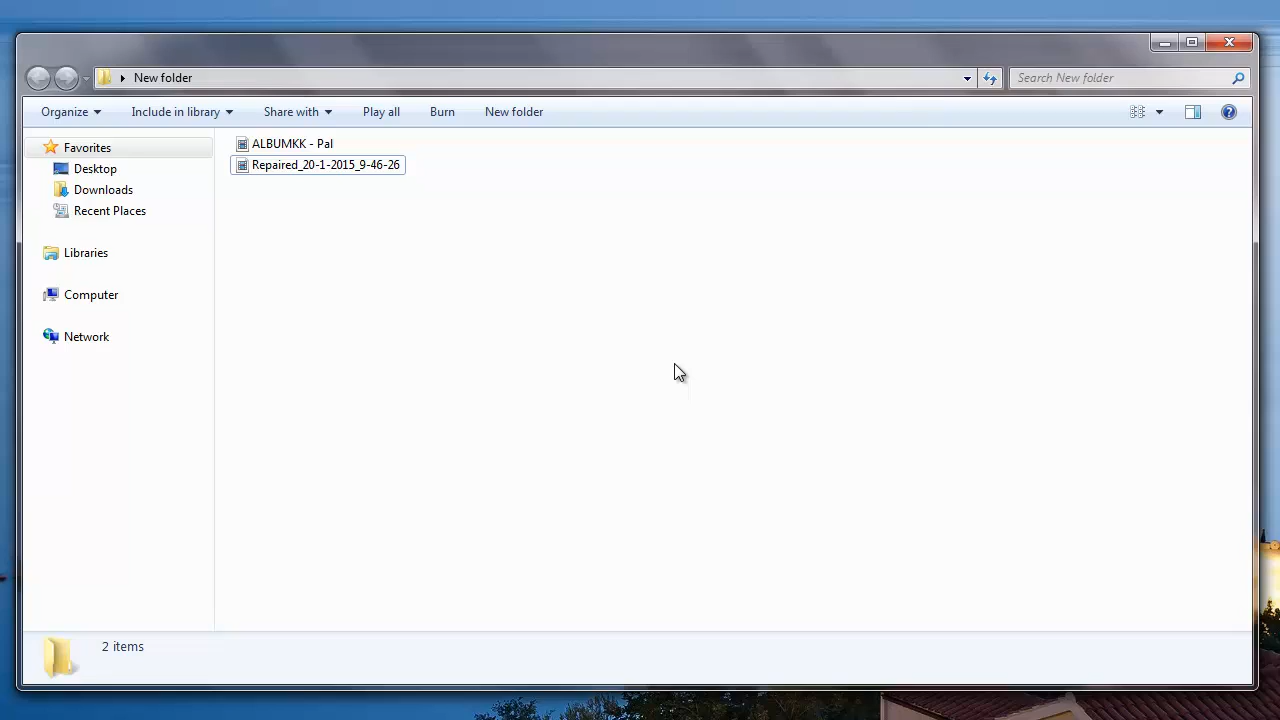 New folder
Search New folder
Organize Include in library Share with Play all Burn New folder
Favorites
Desktop
Downloads
Recent Places
Libraries
Computer
Network
ALBUMKK - Pal
Repaired_20-1-2015_9-46-26
2 items